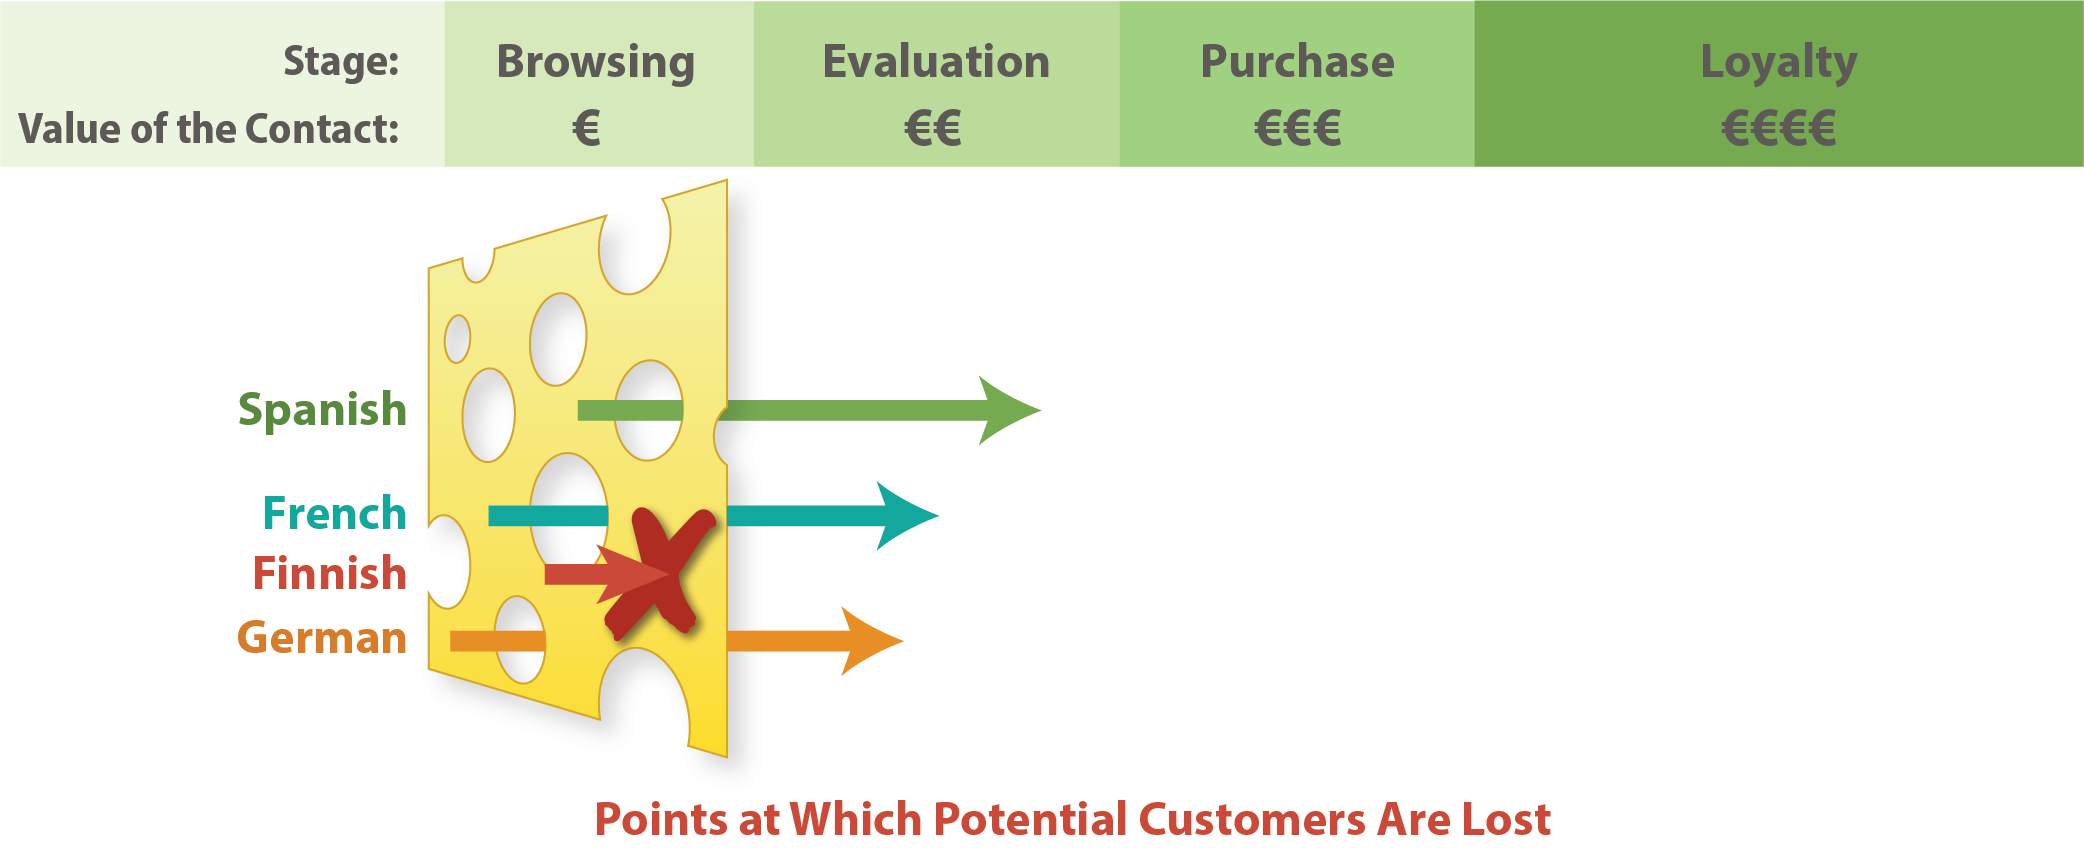 Stage: Browsing Evaluation Purchase Loyalty
Value of the Contact: € €€ €€€ €€€€
Spanish
French
Finnish
German
Points at Which Potential Customers Are Lost